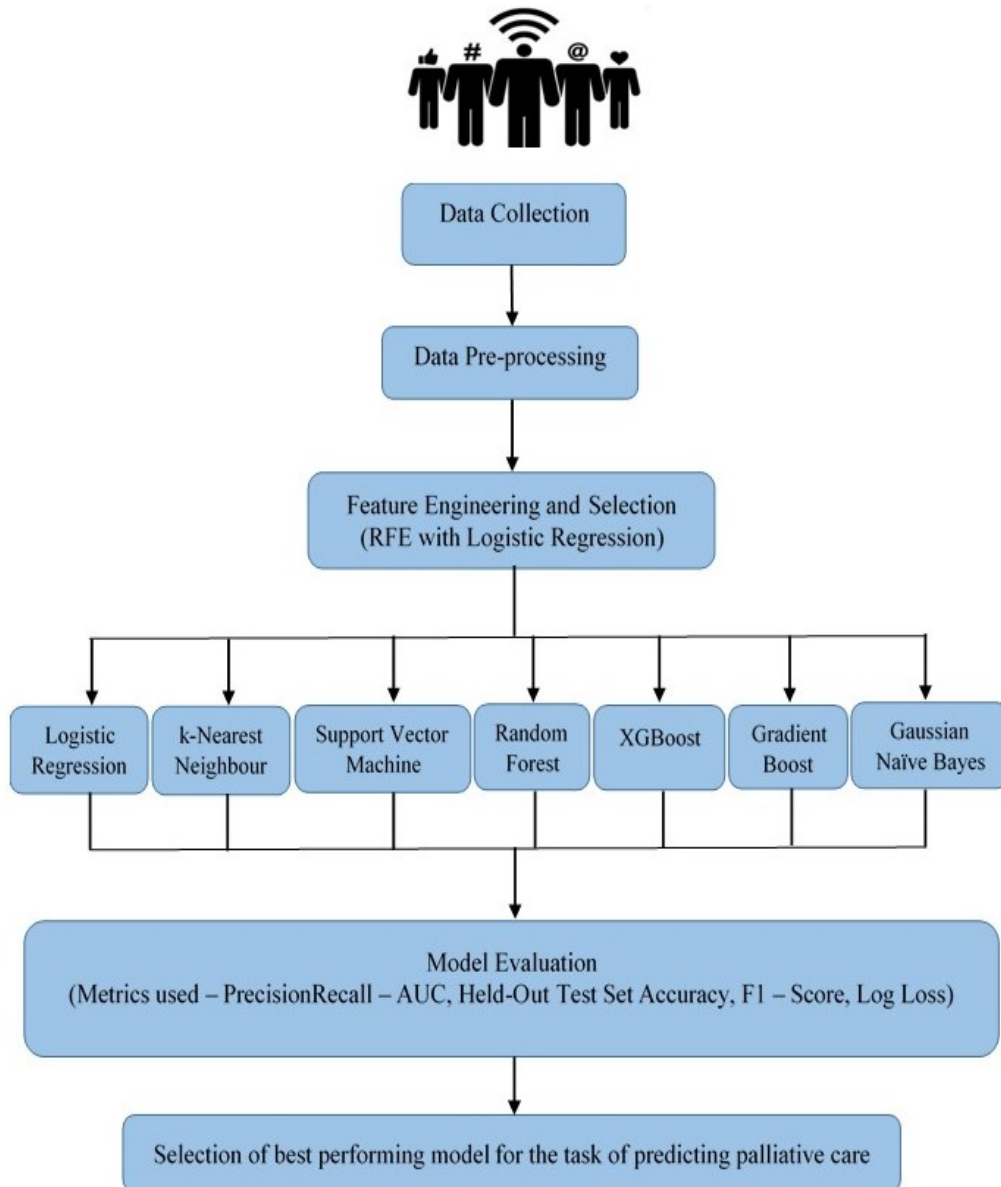 #
@
Data Collection
Data Pre-processing
Feature Engineering and Selection
(RFE with Logistic Regression)
Logistic
Regression
k-Nearest
Neighbour
Support Vector
Machine
Random
Forest
XGBoost
Gradient
Boost
Gaussian
Naïve Bayes
Model Evaluation
(Metrics used – PrecisionRecall – AUC, Held-Out Test Set Accuracy, F1 – Score, Log Loss)
Selection of best performing model for the task of predicting palliative care